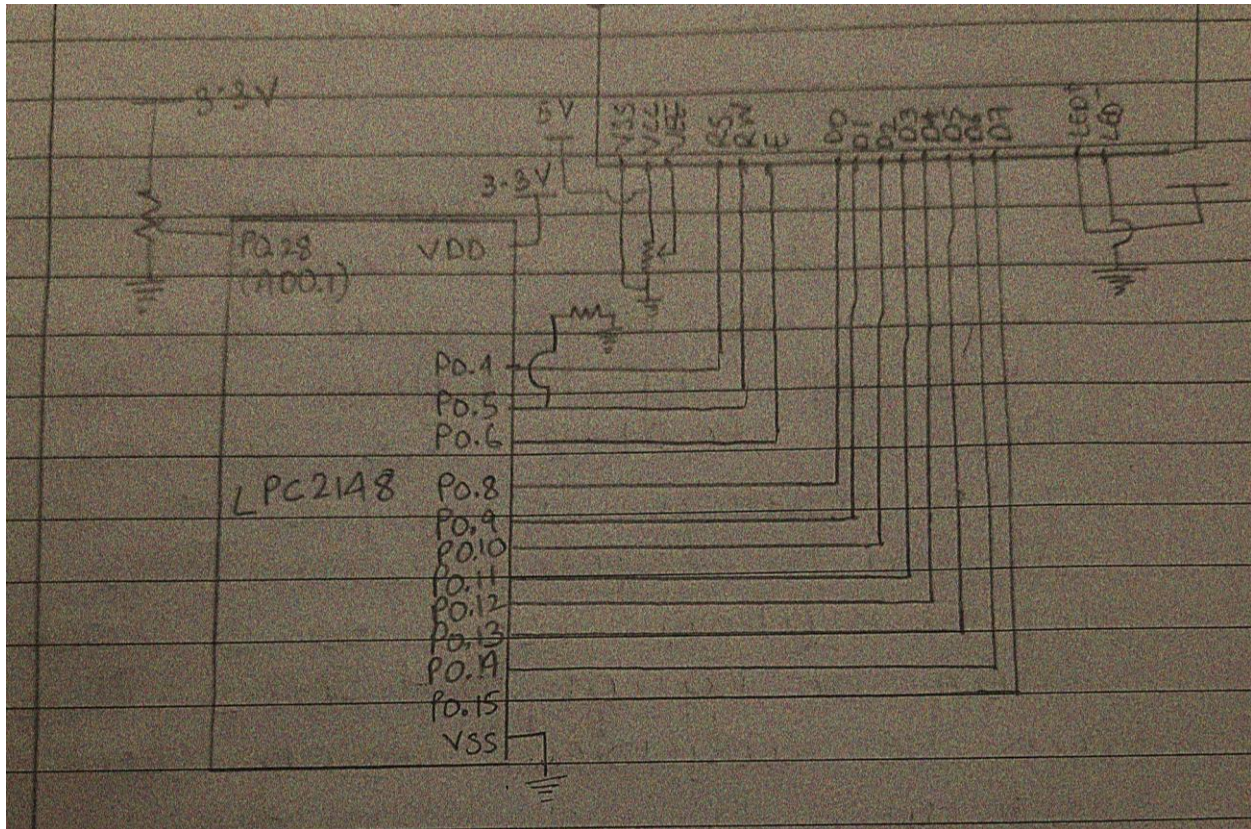 3.3V
5V
VSS
VCC
VEE
RS
RW
E
D0
D1
D2
D3
D4
D5
D6
D7
LED+
LED-
3.3V
P0.28
(AD0.1)
VDD
P0.4
P0.5
P0.6
LPC2148
P0.8
P0.9
P0.10
P0.11
P0.12
P0.13
P0.14
P0.15
VSS